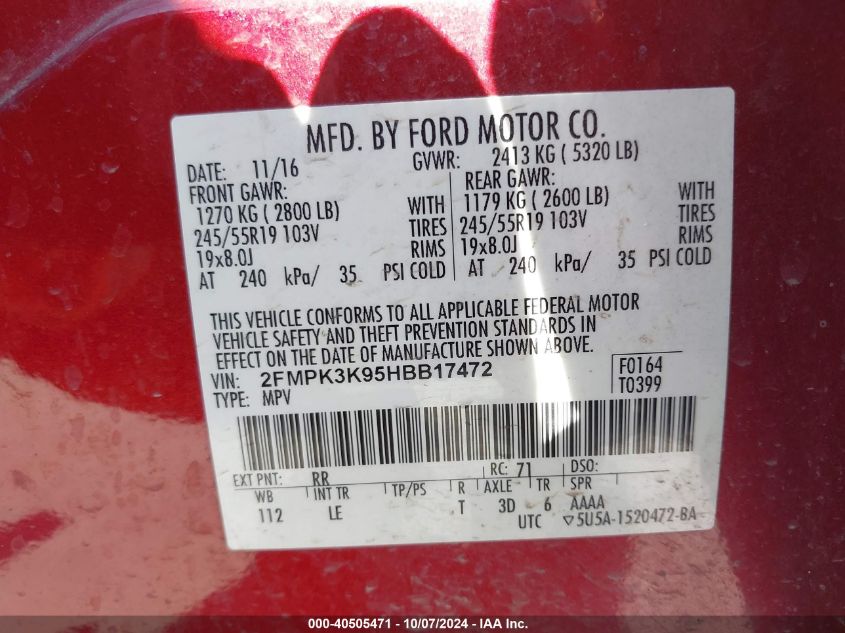 MFD. BY FORD MOTOR CO.
DATE: 11/16 GVWR: 2413 KG ( 5320 LB)
FRONT GAWR: REAR GAWR:
1270 KG ( 2800 LB) WITH 1179 KG ( 2600 LB) WITH
245/55R19 103V TIRES 245/55R19 103V TIRES
19x8.0J RIMS 19x8.0J RIMS
AT 240 kPa/ 35 PSI COLD AT 240 kPa/ 35 PSI COLD
THIS VEHICLE CONFORMS TO ALL APPLICABLE FEDERAL MOTOR
VEHICLE SAFETY AND THEFT PREVENTION STANDARDS IN
EFFECT ON THE DATE OF MANUFACTURE SHOWN ABOVE.
VIN: 2FMPK3K95HBB17472 F0164
TYPE: MPV T0399
EXT PNT: RR RC: 71 DSO:
WB INT TR TP/PS R AXLE TR SPR
112 LE T 3D 6 AAAA
UTC ▽5U5A-1520472-BA
000-40505471 - 10/07/2024 - IAA Inc.